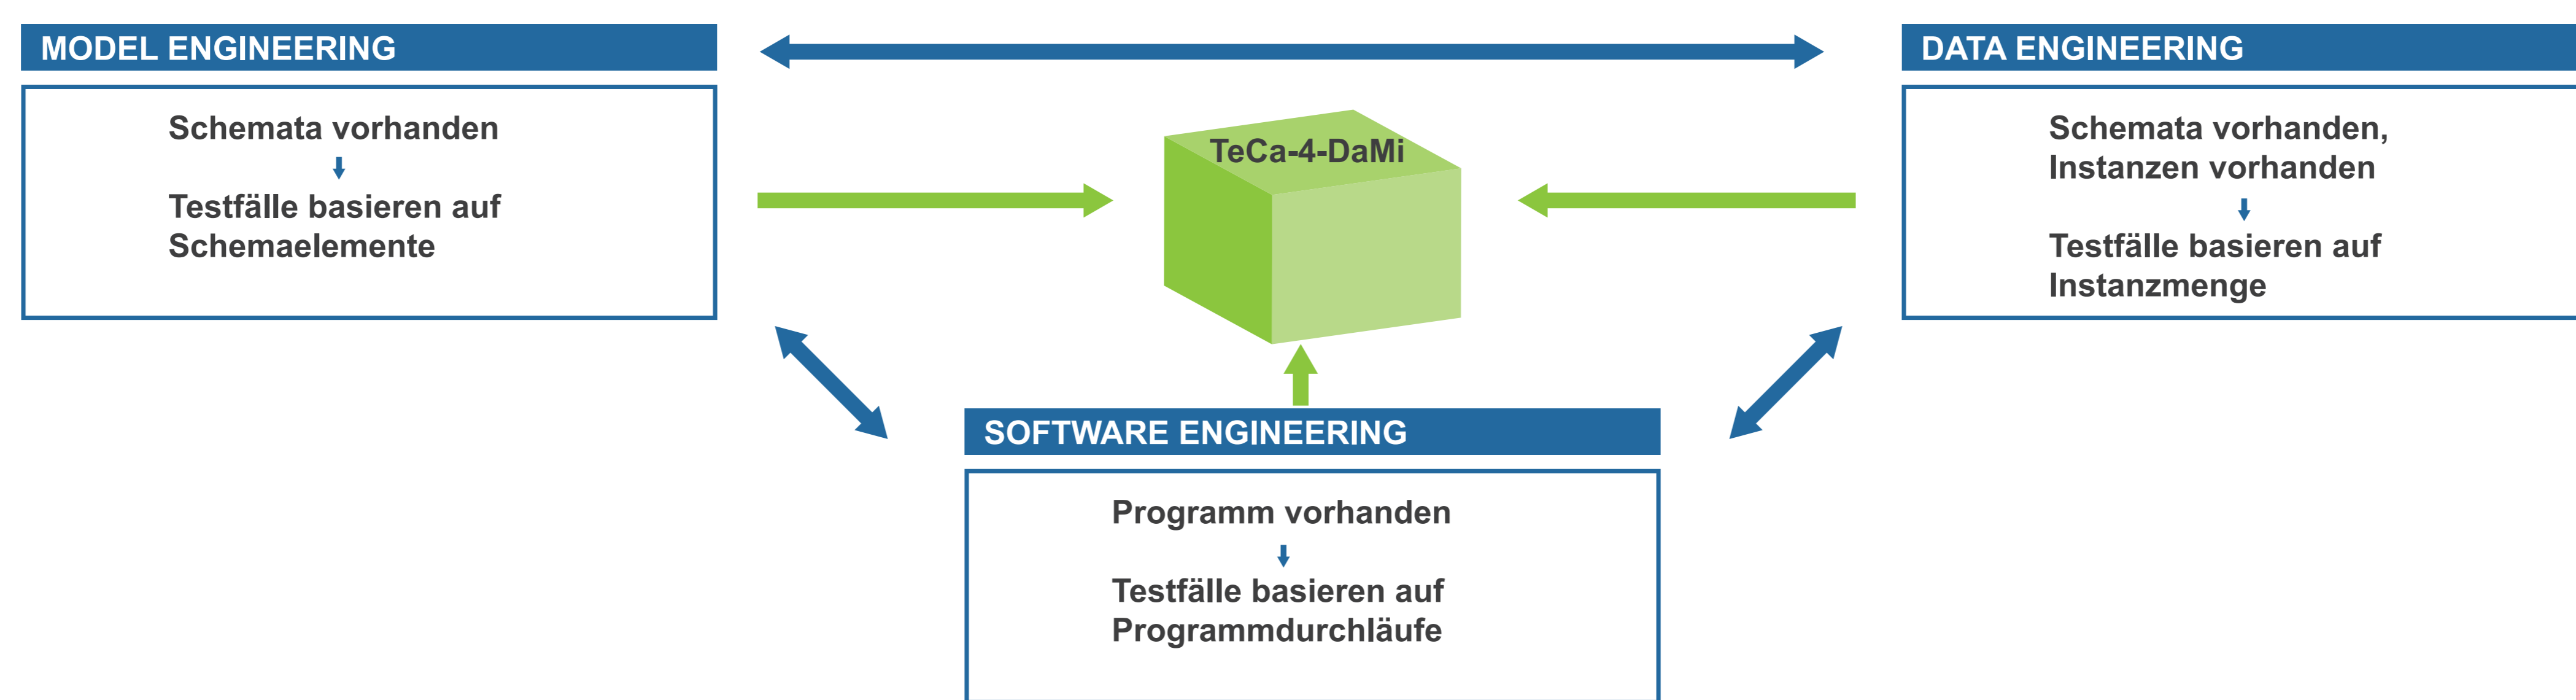 MODEL ENGINEERING
Schemata vorhanden
Testfälle basieren auf
Schemaelemente
TeCa-4-DaMi
DATA ENGINEERING
Schemata vorhanden,
Instanzen vorhanden
Testfälle basieren auf
Instanzmenge
SOFTWARE ENGINEERING
Programm vorhanden
Testfälle basieren auf
Programmdurchläufe